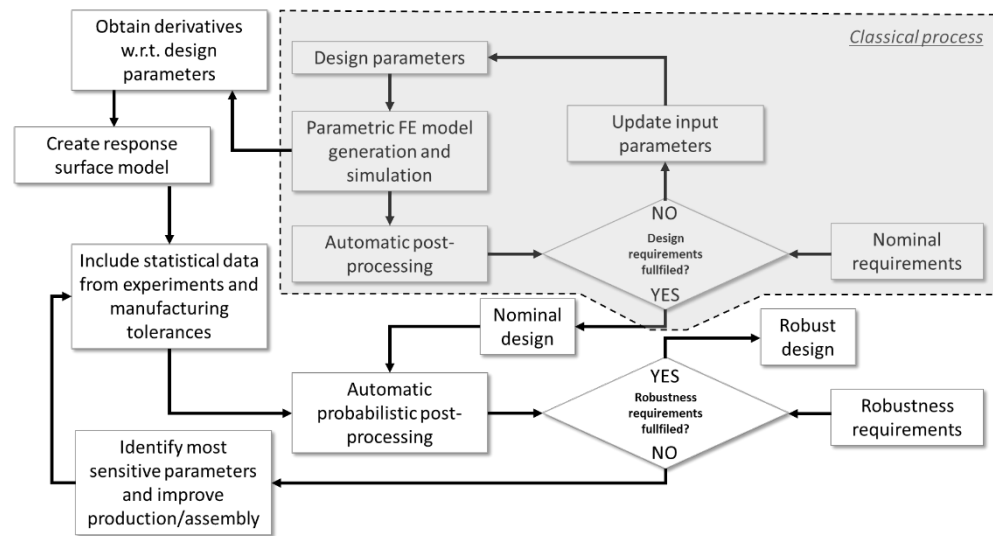 Obtain derivatives
w.r.t. design
parameters
Create response
surface model
Include statistical data
from experiments and
manufacturing
tolerances
Identify most
sensitive parameters
and improve
production/assembly
Classical process
Design parameters
Parametric FE model
generation and
simulation
Automatic post-
processing
Update input
parameters
NO
Design
requirements
fullfiled?
YES
Nominal
requirements
Nominal
design
Robust
design
Automatic
probabilistic post-
processing
YES
Robustness
requirements
fullfiled?
NO
Robustness
requirements